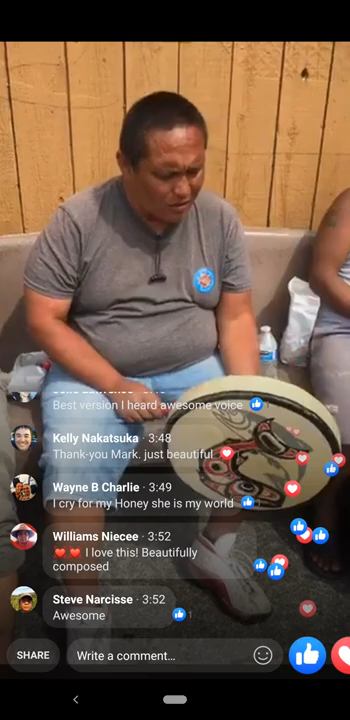 Best version I heard awesome voice
Kelly Nakatsuka · 3:48
Thank-you Mark. just beautiful
Wayne B Charlie · 3:49
I cry for my Honey she is my world
Williams Niecee · 3:52
❤️❤️ I love this! Beautifully
composed
Steve Narcisse · 3:52
Awesome
1
SHARE
Write a comment...